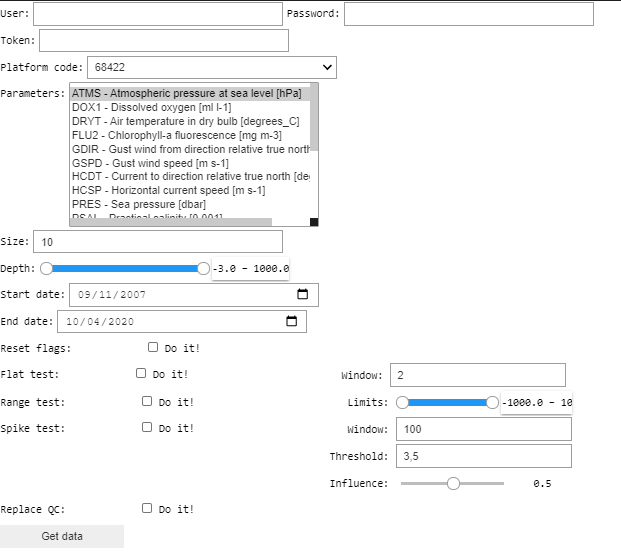 User: Password:
Token:
Platform code: 68422
Parameters: ATMS - Atmospheric pressure at sea level [hPa]
DOX1 - Dissolved oxygen [ml l-1]
DRYT - Air temperature in dry bulb [degrees_C]
FLU2 - Chlorophyll-a fluorescence [mg m-3]
GDIR - Gust wind from direction relative true north
GSPD - Gust wind speed [m s-1]
HCDT - Current to direction relative true north [de
HCSP - Horizontal current speed [m s-1]
PRES - Sea pressure [dbar]
PSAL - Practical salinity [0.001]
Size: 10
Depth: -3.0 – 1000.0
Start date: 09/11/2007
End date: 10/04/2020
Reset flags: Do it!
Flat test: Do it! Window: 2
Range test: Do it! Limits: -1000.0 – 10
Spike test: Do it! Window: 100
Threshold: 3,5
Influence: 0.5
Replace QC: Do it!
Get data